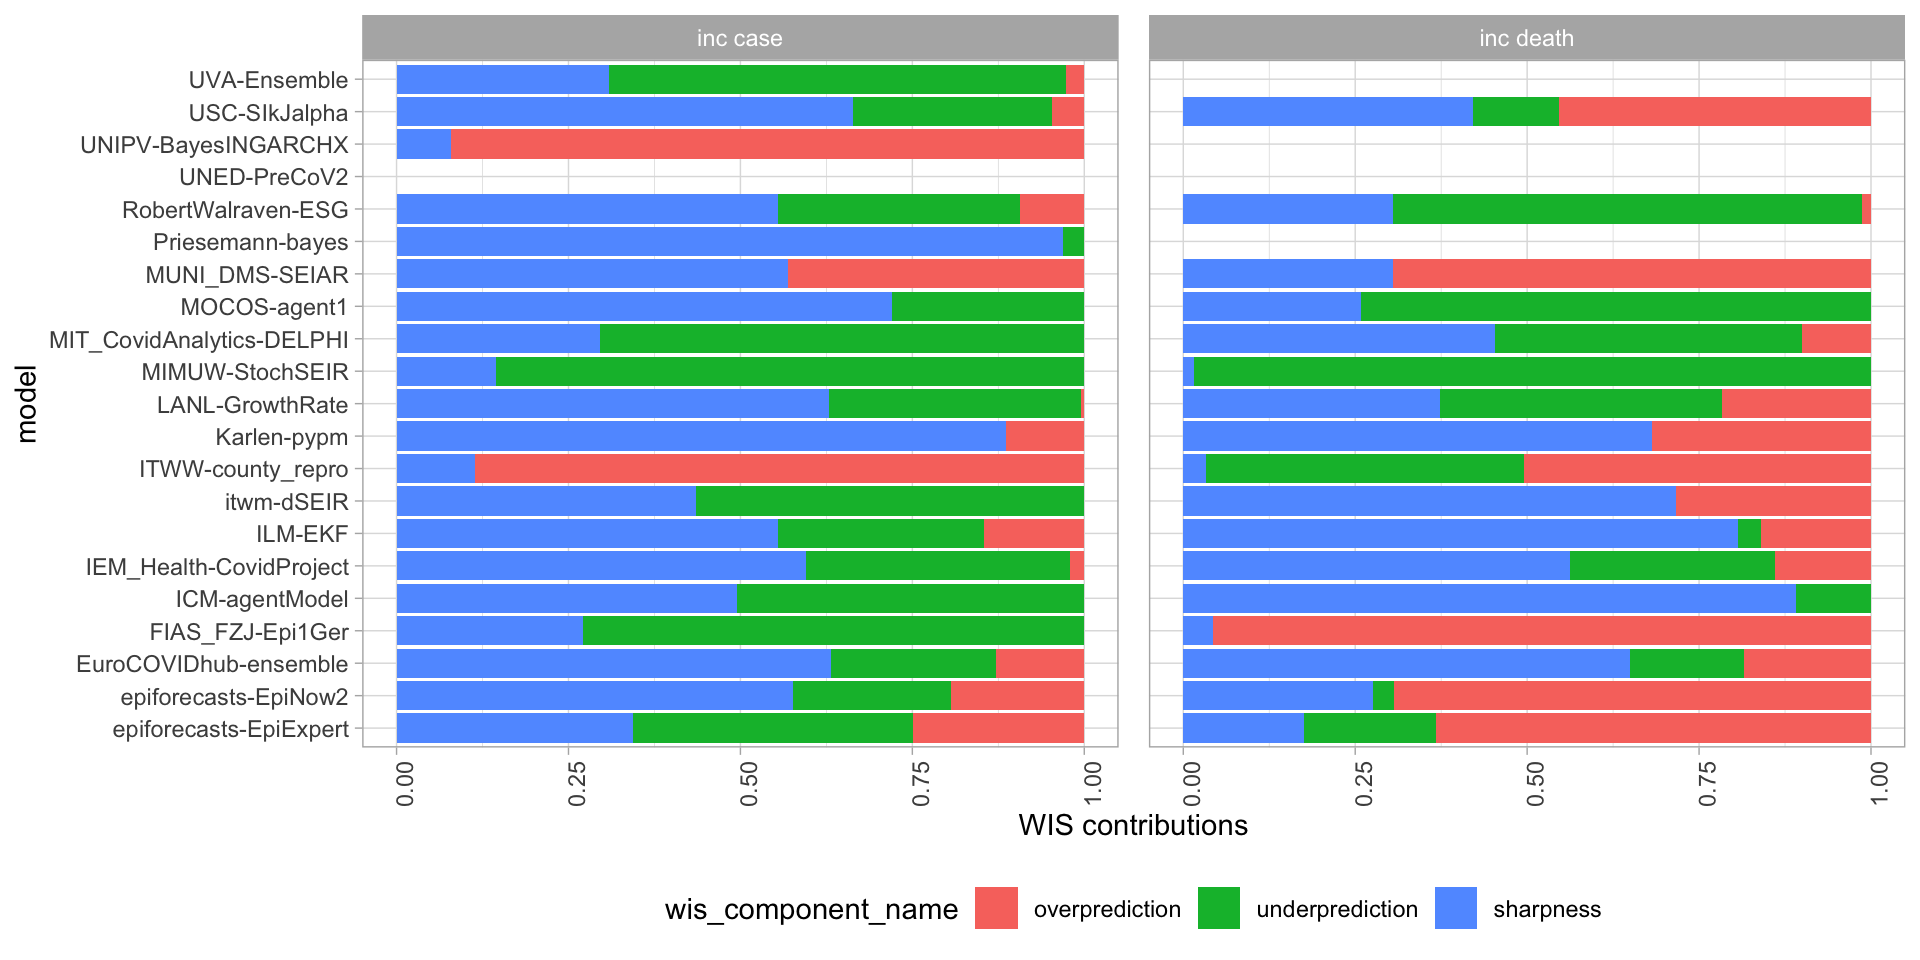 inc case
inc death
UVA-Ensemble
USC-SIkJalpha
UNIPV-BayesINGARCHX
UNED-PreCoV2
RobertWalraven-ESG
Priesemann-bayes
MUNI_DMS-SEIAR
MOCOS-agent1
MIT_CovidAnalytics-DELPHI
MIMUW-StochSEIR
LANL-GrowthRate
Karlen-pypm
ITWW-county_repro
itwm-dSEIR
ILM-EKF
IEM_Health-CovidProject
ICM-agentModel
FIAS_FZJ-Epi1Ger
EuroCOVIDhub-ensemble
epiforecasts-EpiNow2
epiforecasts-EpiExpert
model
0.00 0.25 0.50 0.75 1.00
0.00 0.25 0.50 0.75 1.00
WIS contributions
wis_component_name overprediction underprediction sharpness